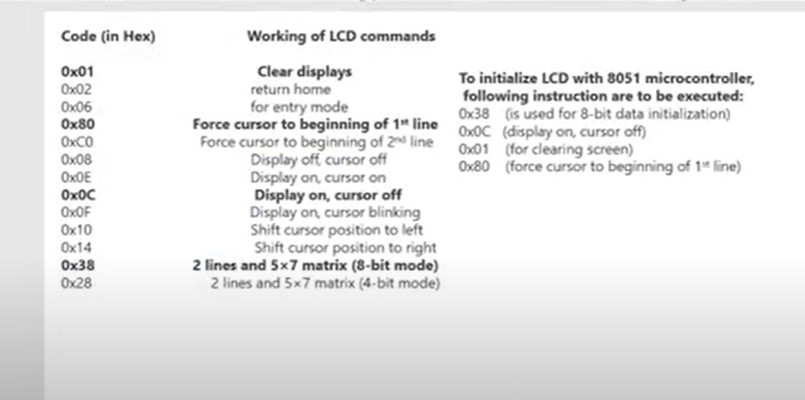 Code (in Hex) Working of LCD commands
0x01 Clear displays
0x02 return home
0x06 for entry mode
0x80 Force cursor to beginning of 1st line
0xC0 Force cursor to beginning of 2nd line
0x08 Display off, cursor off
0x0E Display on, cursor on
0x0C Display on, cursor off
0x0F Display on, cursor blinking
0x10 Shift cursor position to left
0x14 Shift cursor position to right
0x38 2 lines and 5×7 matrix (8-bit mode)
0x28 2 lines and 5×7 matrix (4-bit mode)
To initialize LCD with 8051 microcontroller,
following instruction are to be executed:
0x38 (is used for 8-bit data initialization)
0x0C (display on, cursor off)
0x01 (for clearing screen)
0x80 (force cursor to beginning of 1st line)